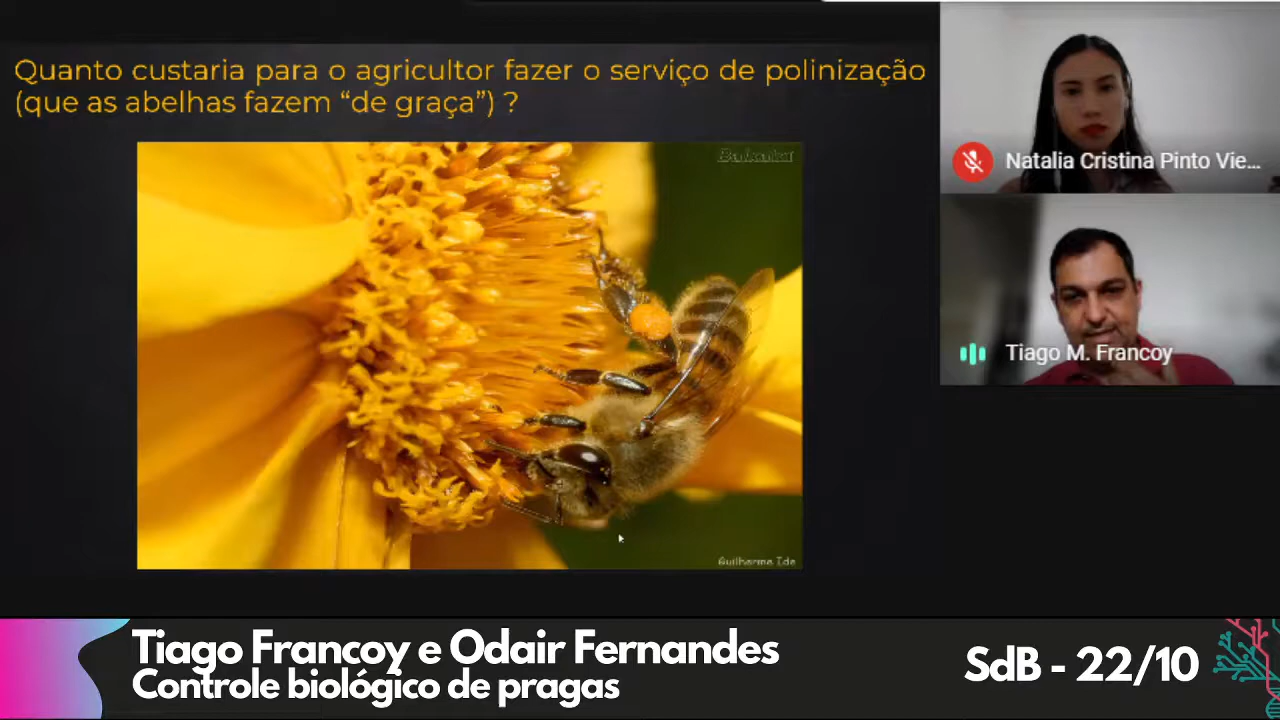 Quanto custaria para o agricultor fazer o serviço de polinização
(que as abelhas fazem “de graça”) ?
Natalia Cristina Pinto Vie...
Tiago M. Francoy
Guilherme Ide
Tiago Francoy e Odair Fernandes
Controle biológico de pragas
SdB - 22/10